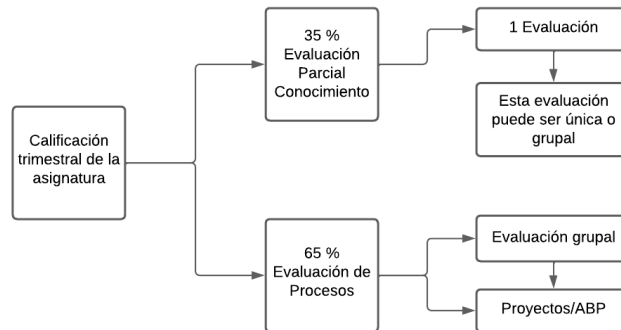 35 %
Evaluación
Parcial
Conocimiento
1 Evaluación
Esta evaluación
puede ser única o
grupal
Calificación
trimestral de la
asignatura
65 %
Evaluación de
Procesos
Evaluación grupal
Proyectos/ABP